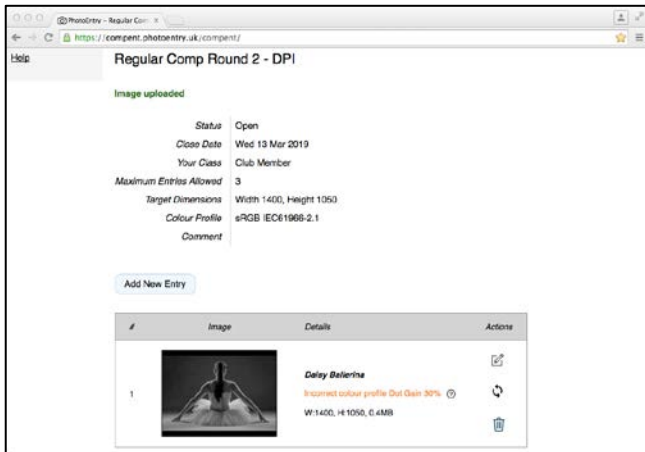 PhotoEntry - Regular Com
https://compent.photoentry.uk/compent/
Help
Regular Comp Round 2 - DPI
Image uploaded
Status Open
Close Date Wed 13 Mar 2019
Your Class Club Member
Maximum Entries Allowed 3
Target Dimensions Width 1400, Height 1050
Colour Profile sRGB IEC61966-2.1
Comment
Add New Entry
# Image Details Actions
1
Daisy Ballerina
Incorrect colour profile Dot Gain 30%
W:1400, H:1050, 0.4MB